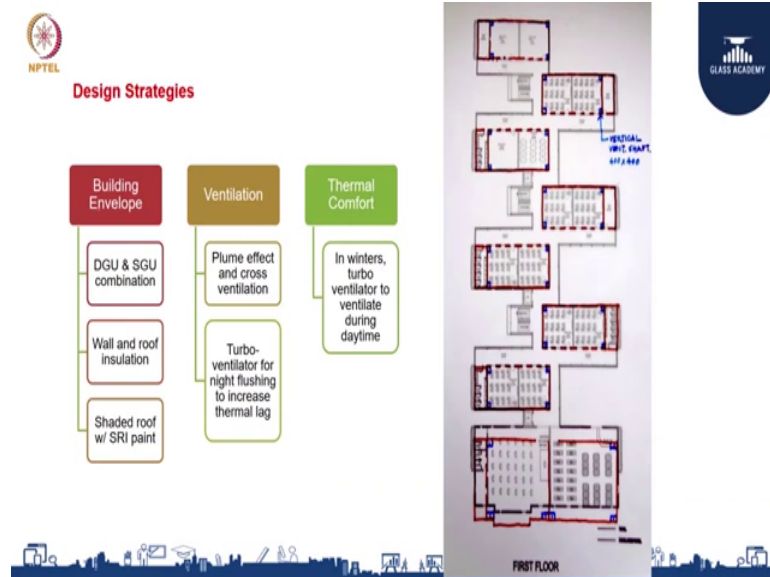 NPTEL
GLASS ACADEMY
Design Strategies
Building
Envelope
DGU & SGU
combination
Wall and roof
insulation
Shaded roof
w/ SRI paint
Ventilation
Plume effect
and cross
ventilation
Turbo-
ventilator for
night flushing
to increase
thermal lag
Thermal
Comfort
In winters,
turbo
ventilator to
ventilate
during
daytime
VERTICAL
VENT. SHAFT
FIRST FLOOR